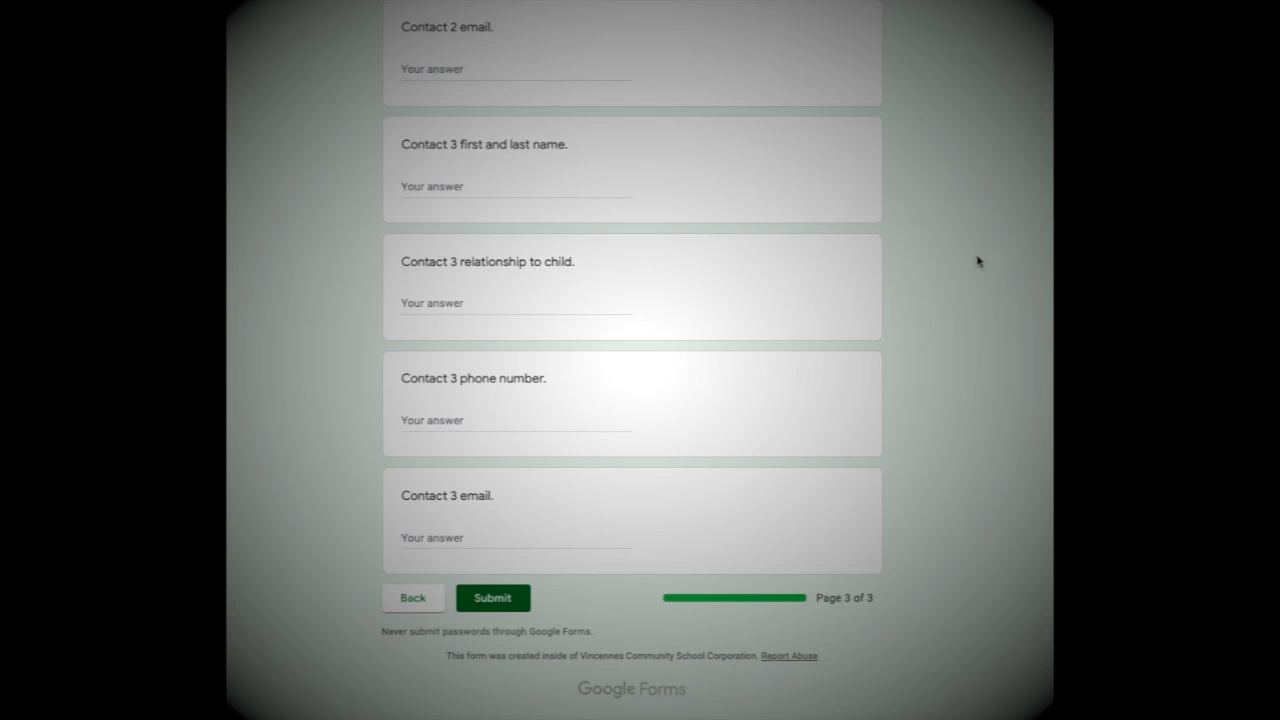 Contact 2 email.
Your answer
Contact 3 first and last name.
Your answer
Contact 3 relationship to child.
Your answer
Contact 3 phone number.
Your answer
Contact 3 email.
Your answer
Back
Submit
Page 3 of 3
Never submit passwords through Google Forms.
This form was created inside of Vincennes Community School Corporation. Report Abuse
Google Forms